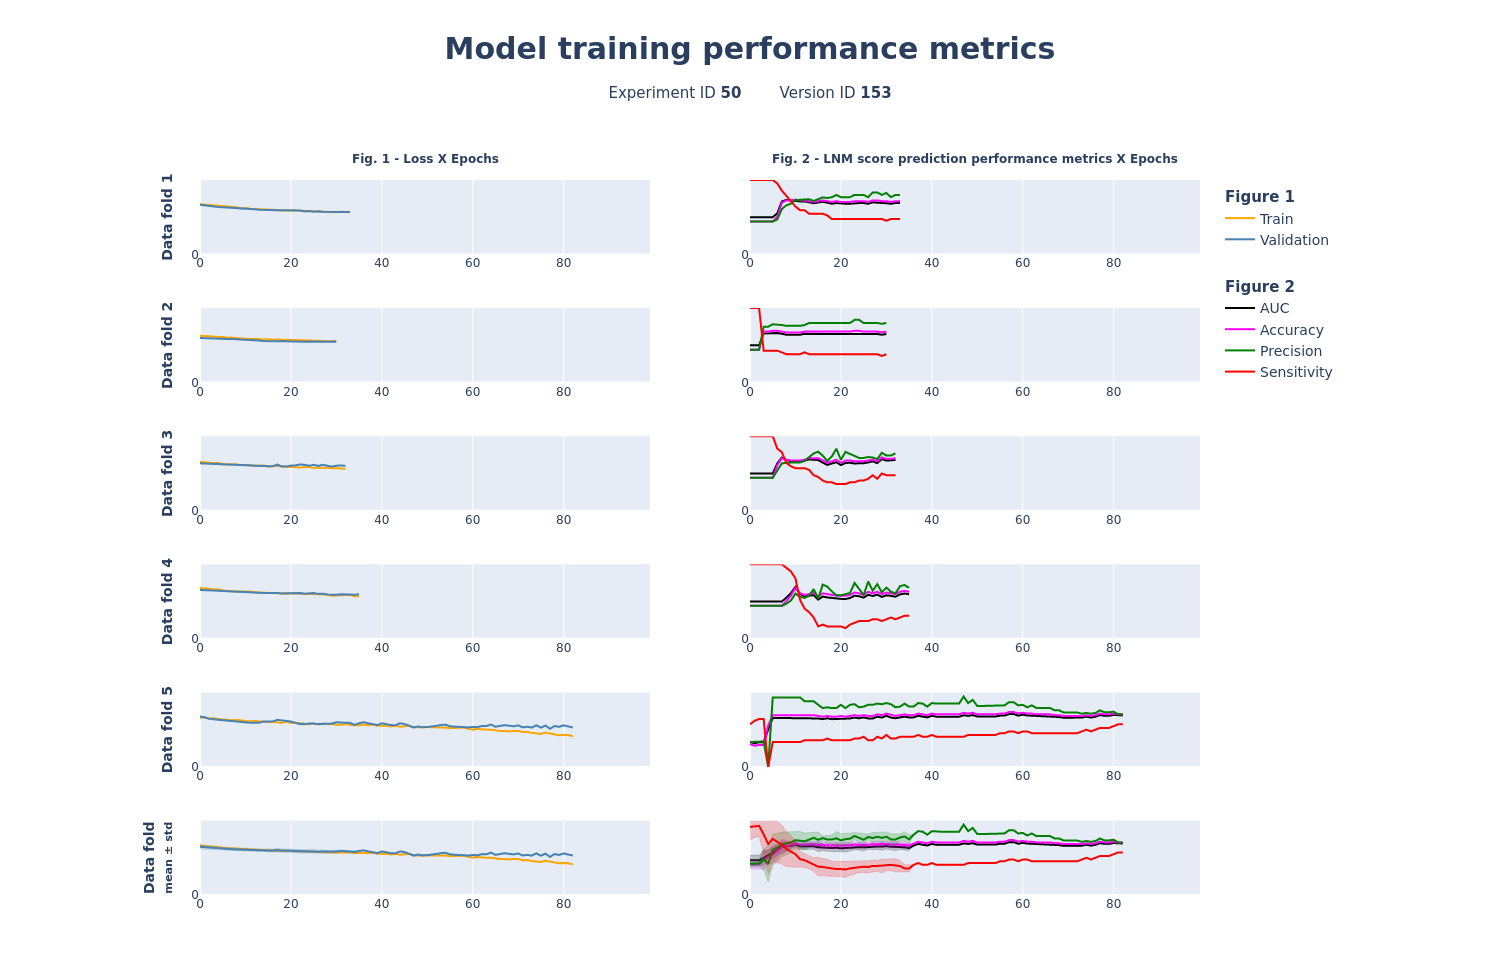 Model training performance metrics
Experiment ID 50 Version ID 153
Fig. 1 - Loss X Epochs
Fig. 2 - LNM score prediction performance metrics X Epochs
Data fold 1
0
0 20 40 60 80
0
0 20 40 60 80
Figure 1
Train
Validation
Figure 2
AUC
Accuracy
Precision
Sensitivity
Data fold 2
0
0 20 40 60 80
0
0 20 40 60 80
Data fold 3
0
0 20 40 60 80
0
0 20 40 60 80
Data fold 4
0
0 20 40 60 80
0
0 20 40 60 80
Data fold 5
0
0 20 40 60 80
0
0 20 40 60 80
Data fold
mean ± std
0
0 20 40 60 80
0
0 20 40 60 80